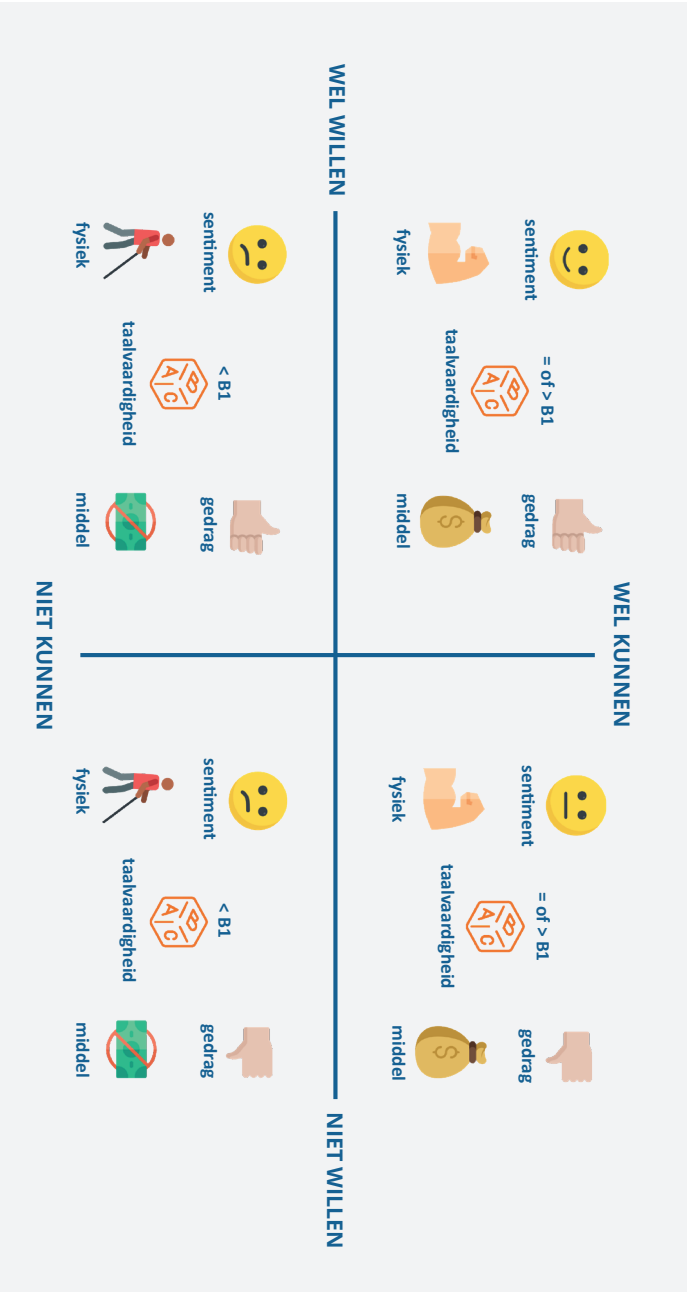 WEL KUNNEN
sentiment
gedrag
= of > B1
taalvaardigheid
fysiek
middel
sentiment
gedrag
= of > B1
taalvaardigheid
fysiek
middel
WEL WILLEN
NIET WILLEN
sentiment
gedrag
< B1
taalvaardigheid
fysiek
middel
sentiment
gedrag
< B1
taalvaardigheid
fysiek
middel
NIET KUNNEN
A
B
C
A
B
C
A
B
C
A
B
C
$
$